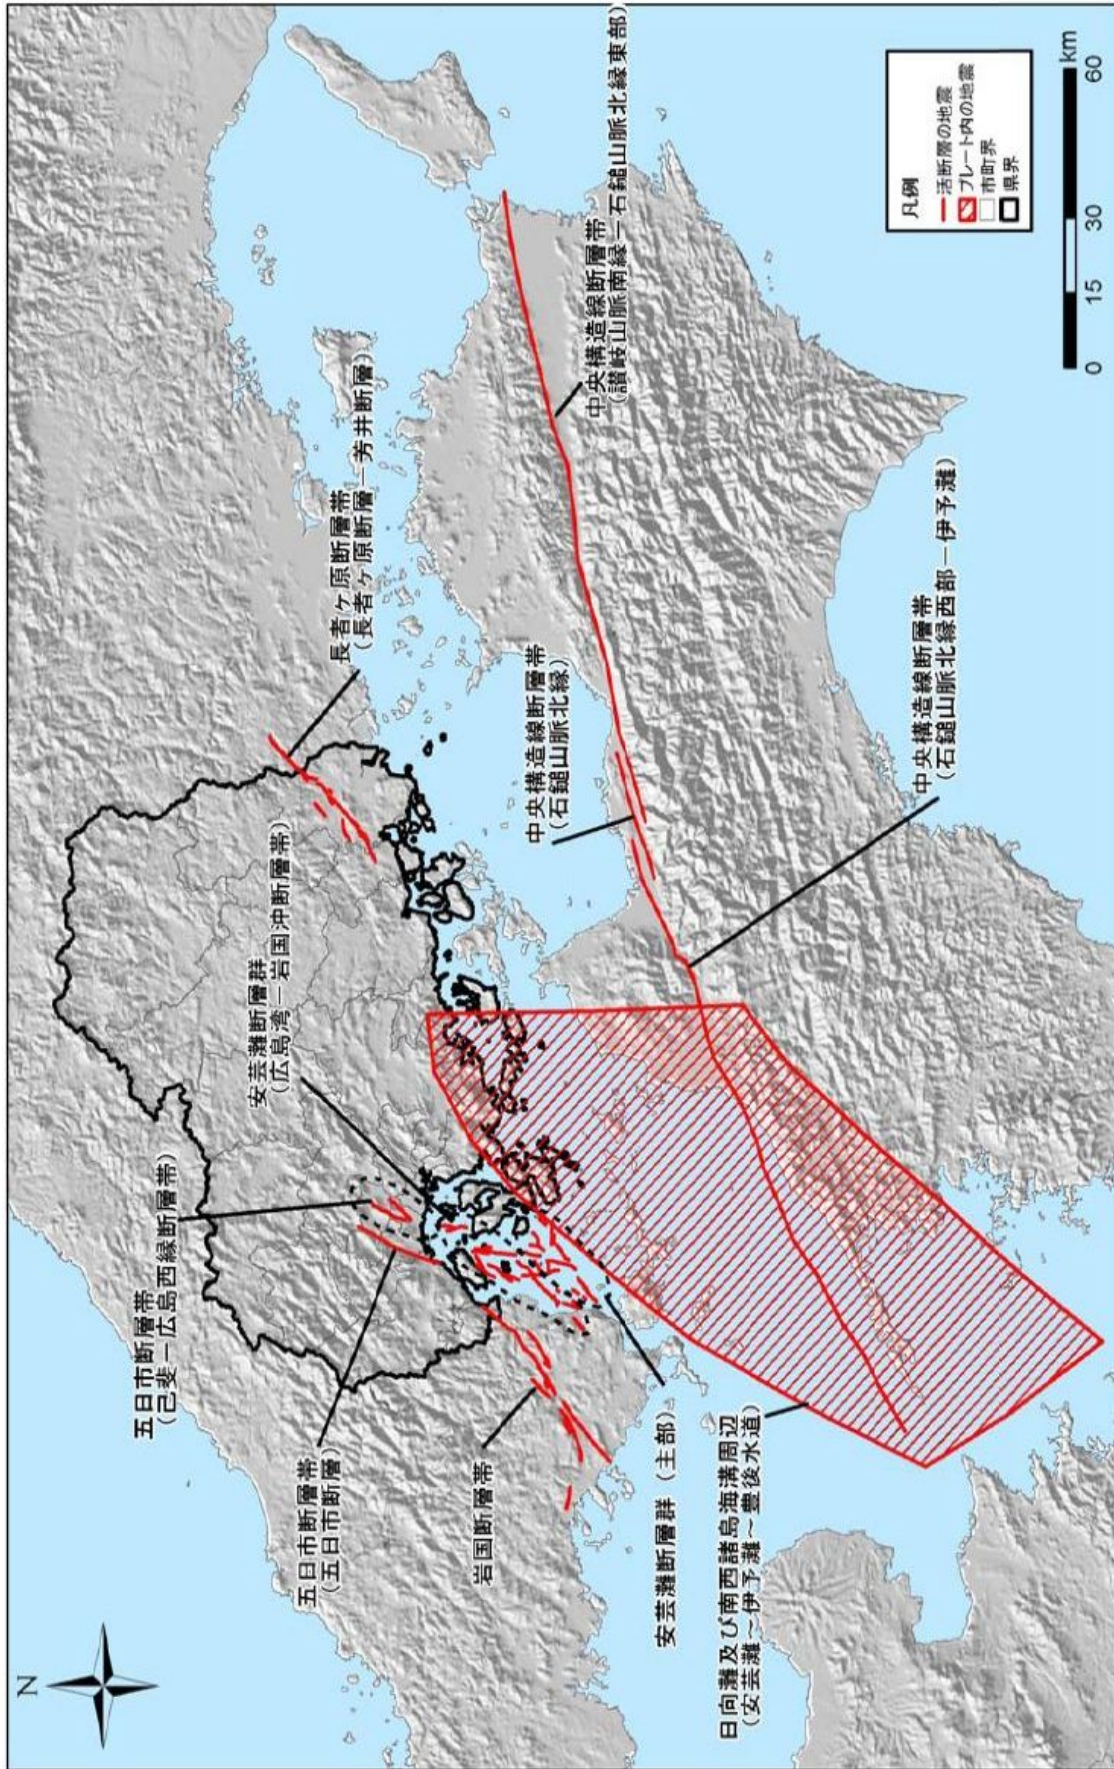 N
五日市断層帯
(己斐－広島西縁断層帯)
五日市断層帯
(五日市断層)
岩国断層帯
安芸灘断層群
(広島湾－岩国沖断層帯)
長者ヶ原断層帯
(長者ヶ原断層－芳井断層)
安芸灘断層群 (主部)
日向灘及び南西諸島海溝周辺
(安芸灘～伊予灘～豊後水道)
中央構造線断層帯
(石鎚山脈北縁)
中央構造線断層帯
(讃岐山脈南縁－石鎚山脈北縁東部)
中央構造線断層帯
(石鎚山脈北縁西部－伊予灘)
凡例
活断層の地震
プレート内の地震
市町界
県界
0 15 30 60
km